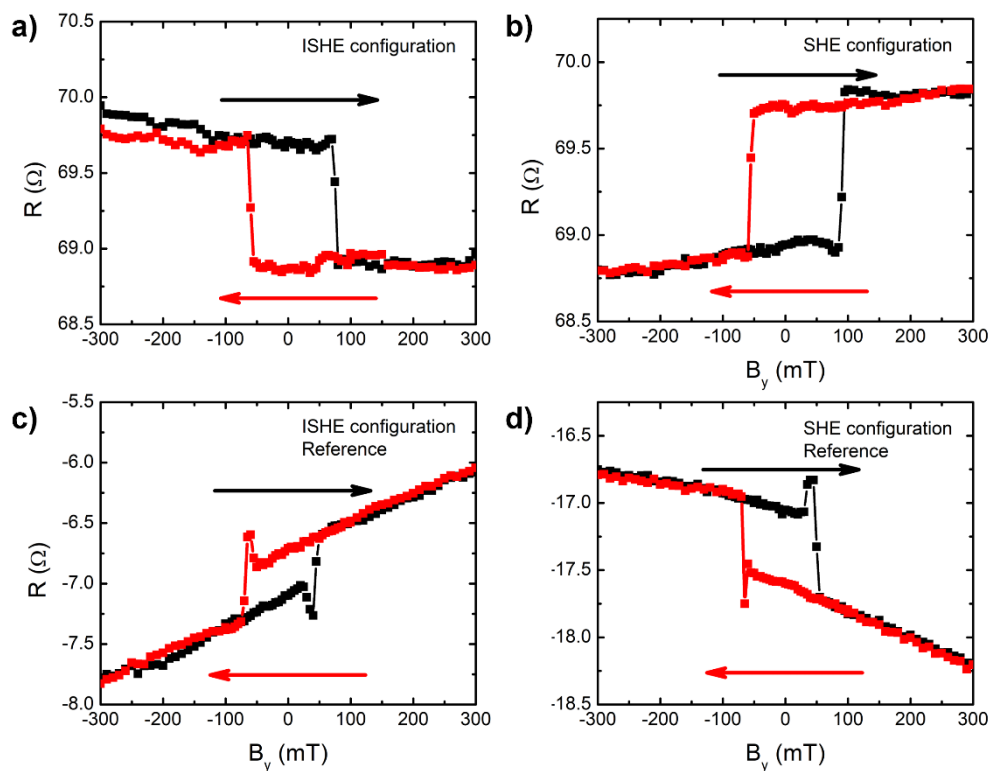 a)
ISHE configuration
70.5
70.0
69.5
69.0
68.5
R (Ω)
-300 -200 -100 0 100 200 300
b)
SHE configuration
70.0
69.5
69.0
68.5
R (Ω)
-300 -200 -100 0 100 200 300
By (mT)
c)
ISHE configuration
Reference
-5.5
-6.0
-6.5
-7.0
-7.5
-8.0
R (Ω)
-300 -200 -100 0 100 200 300
By (mT)
d)
SHE configuration
Reference
-16.5
-17.0
-17.5
-18.0
-18.5
-300 -200 -100 0 100 200 300
By (mT)